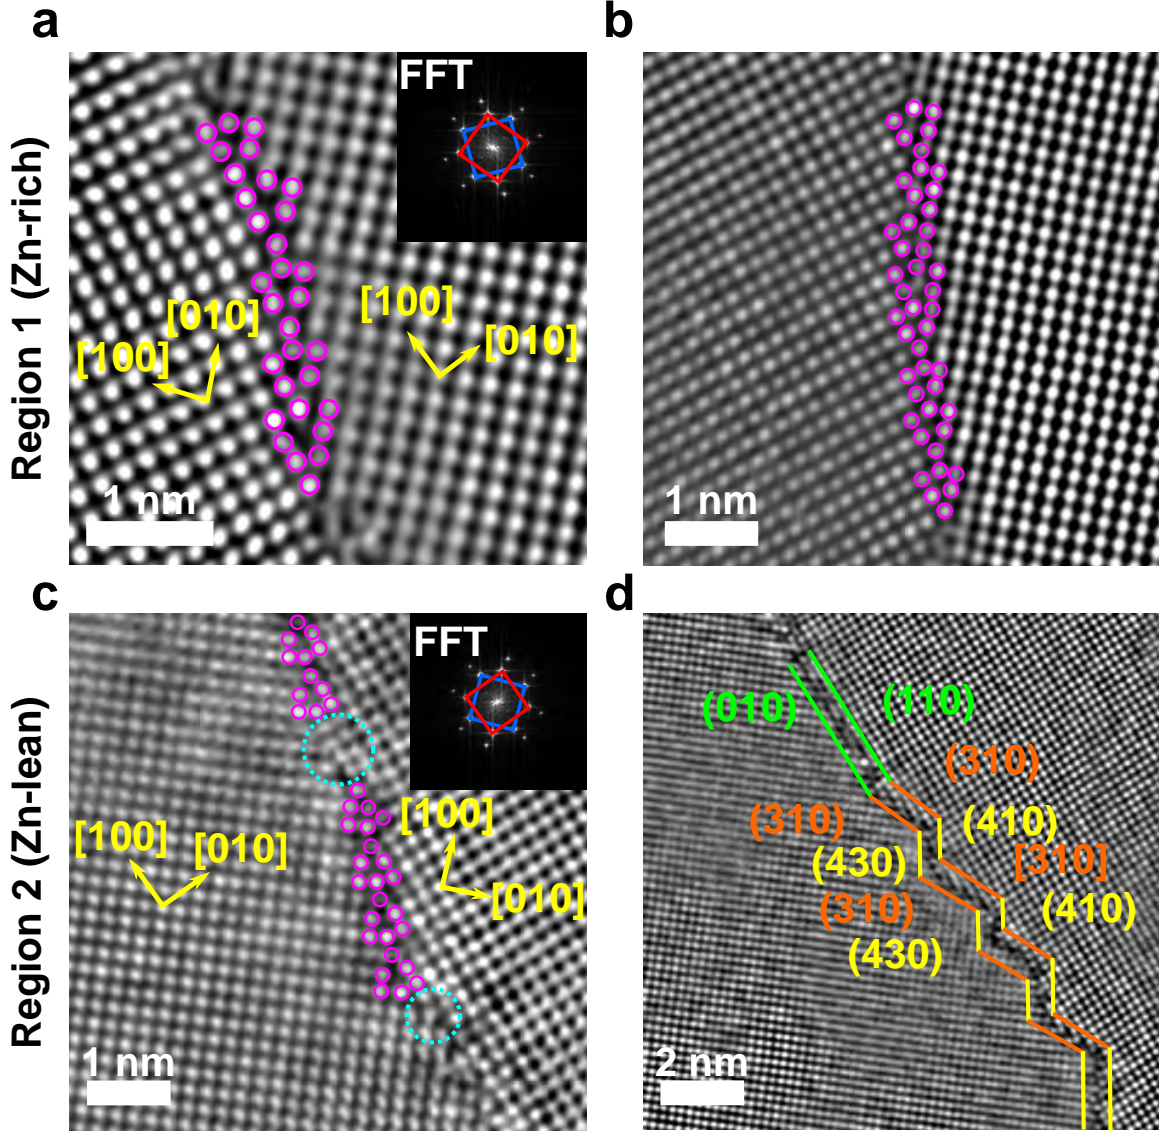 a
b
Region 1 (Zn-rich)
FFT
[010]
[100]
[100]
[010]
1 nm
1 nm
c
d
Region 2 (Zn-lean)
FFT
[100]
[010]
[100]
[010]
1 nm
(010)
(110)
(310)
(310)
(410)
(430)
[310]
(310)
(410)
(430)
2 nm